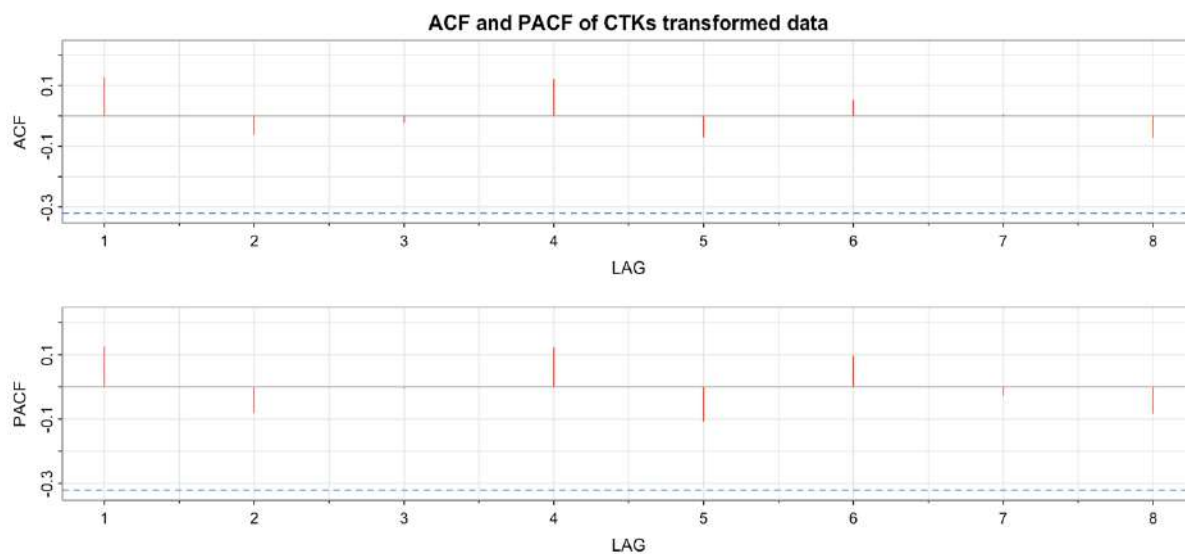 ACF and PACF of CTKs transformed data
ACF
0.1
-0.1
-0.3
1 2 3 4 5 6 7 8
LAG
PACF
0.1
-0.1
-0.3
1 2 3 4 5 6 7 8
LAG